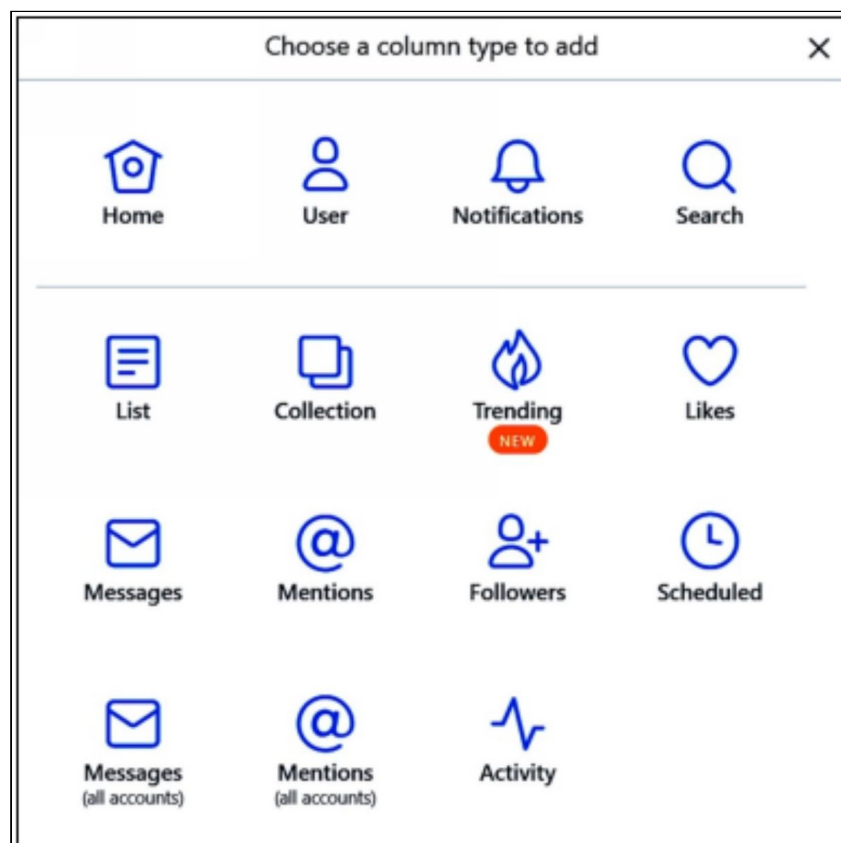 Choose a column type to add
Home
User
Notifications
Search
List
Collection
Trending
NEW
Likes
Messages
Mentions
Followers
Scheduled
Messages
(all accounts)
Mentions
(all accounts)
Activity